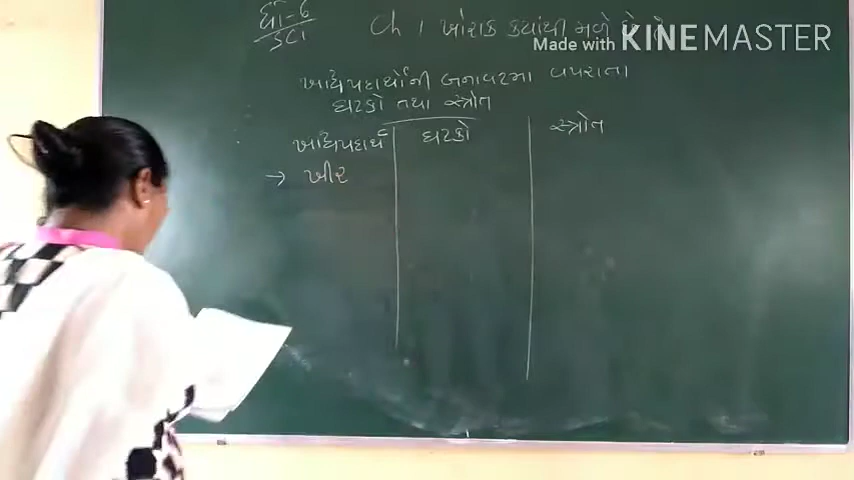 ધો-6
Sci
Ch 1 ખોરાક ક્યાંથી મળે છે ?
Made with KINEMASTER
ખાદ્યપદાર્થોની બનાવટમાં વપરાતા
ઘટકો તથા સ્ત્રોત
ખાદ્યપદાર્થ ઘટકો સ્ત્રોત
→ ખીર